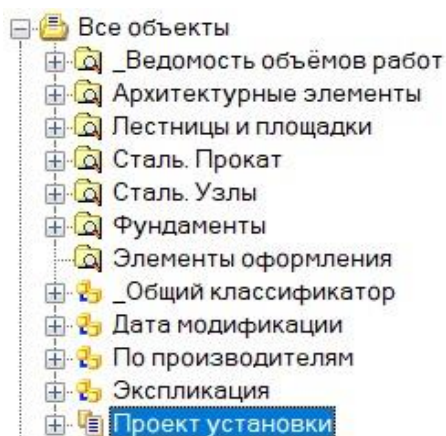 Все объекты
_Ведомость объёмов работ
Архитектурные элементы
Лестницы и площадки
Сталь. Прокат
Сталь. Узлы
Фундаменты
Элементы оформления
_Общий классификатор
Дата модификации
По производителям
Экспликация
Проект установки